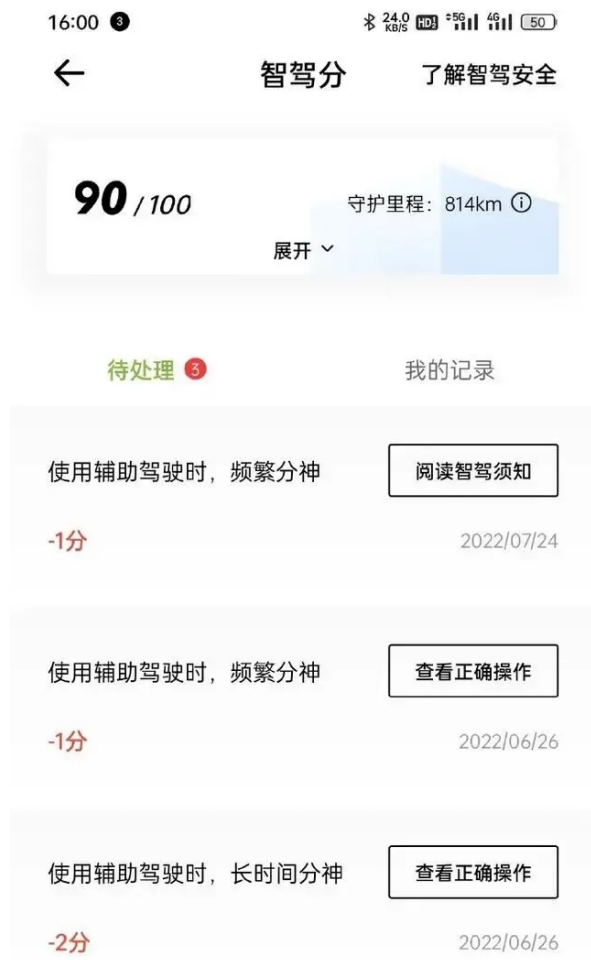 16:00 3 24.0 KB/S HD2 5G 4G 50
智驾分 了解智驾安全
90/100 守护里程：814km
展开
待处理 3 我的记录
使用辅助驾驶时，频繁分神 阅读智驾须知
-1分 2022/07/24
使用辅助驾驶时，频繁分神 查看正确操作
-1分 2022/06/26
使用辅助驾驶时，长时间分神 查看正确操作
-2分 2022/06/26